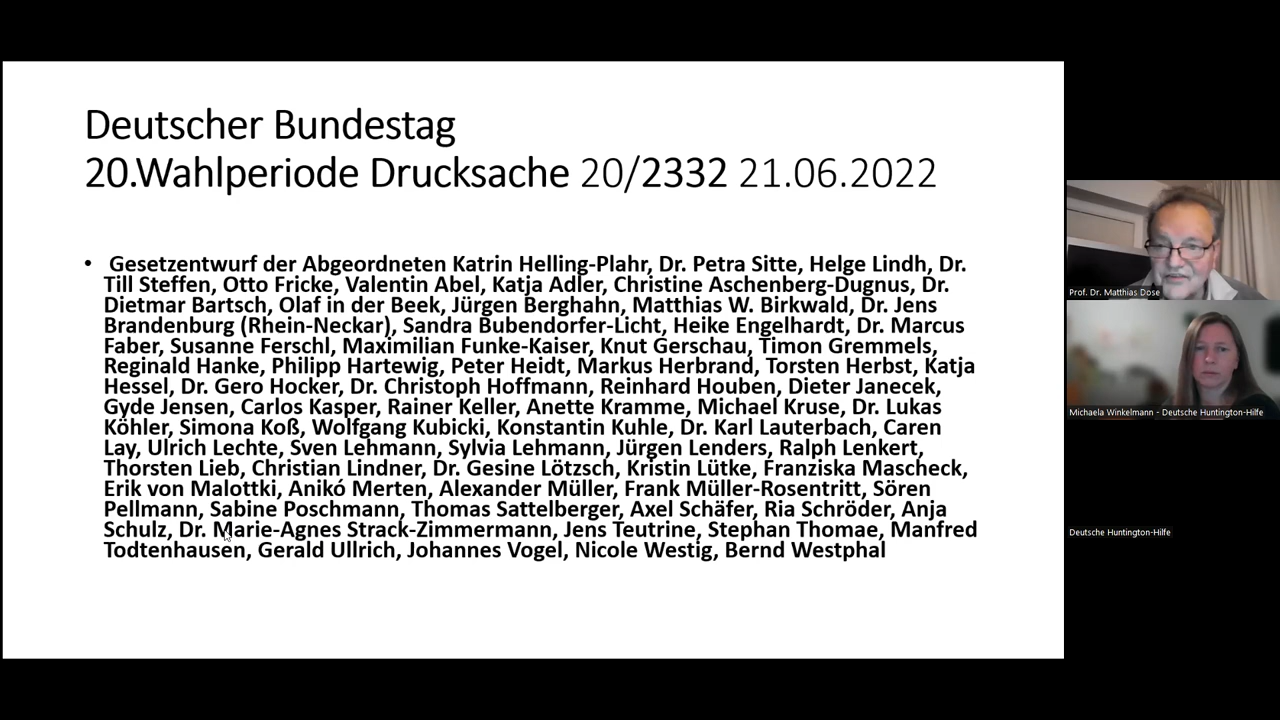 Deutscher Bundestag
20.Wahlperiode Drucksache 20/2332 21.06.2022
• Gesetzentwurf der Abgeordneten Katrin Helling-Plahr, Dr. Petra Sitte, Helge Lindh, Dr.
Till Steffen, Otto Fricke, Valentin Abel, Katja Adler, Christine Aschenberg-Dugnus, Dr.
Dietmar Bartsch, Olaf in der Beek, Jürgen Berghahn, Matthias W. Birkwald, Dr. Jens
Brandenburg (Rhein-Neckar), Sandra Bubendorfer-Licht, Heike Engelhardt, Dr. Marcus
Faber, Susanne Ferschl, Maximilian Funke-Kaiser, Knut Gerschau, Timon Gremmels,
Reginald Hanke, Philipp Hartewig, Peter Heidt, Markus Herbrand, Torsten Herbst, Katja
Hessel, Dr. Gero Hocker, Dr. Christoph Hoffmann, Reinhard Houben, Dieter Janecek,
Gyde Jensen, Carlos Kasper, Rainer Keller, Anette Kramme, Michael Kruse, Dr. Lukas
Köhler, Simona Koß, Wolfgang Kubicki, Konstantin Kuhle, Dr. Karl Lauterbach, Caren
Lay, Ulrich Lechte, Sven Lehmann, Sylvia Lehmann, Jürgen Lenders, Ralph Lenkert,
Thorsten Lieb, Christian Lindner, Dr. Gesine Lötzsch, Kristin Lütke, Franziska Mascheck,
Erik von Malottki, Anikó Merten, Alexander Müller, Frank Müller-Rosentritt, Sören
Pellmann, Sabine Poschmann, Thomas Sattelberger, Axel Schäfer, Ria Schröder, Anja
Schulz, Dr. Marie-Agnes Strack-Zimmermann, Jens Teutrine, Stephan Thomae, Manfred
Todtenhausen, Gerald Ullrich, Johannes Vogel, Nicole Westig, Bernd Westphal
Prof. Dr. Matthias Dose
Michaela Winkelmann - Deutsche Huntington-Hilfe
Deutsche Huntington-Hilfe